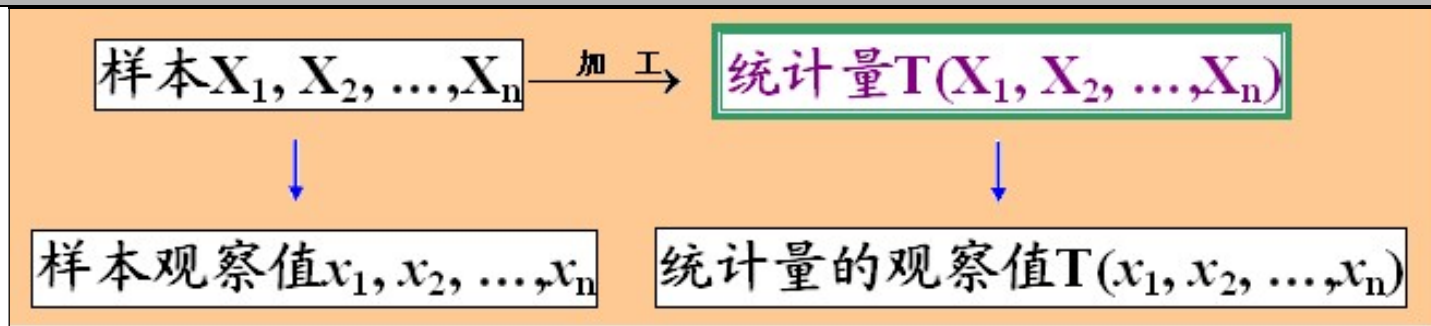 样本X₁, X₂, …,Xₙ
加 工
统计量T(X₁, X₂, …,Xₙ)
样本观察值x₁, x₂, …,xₙ
统计量的观察值T(x₁, x₂, …,xₙ)